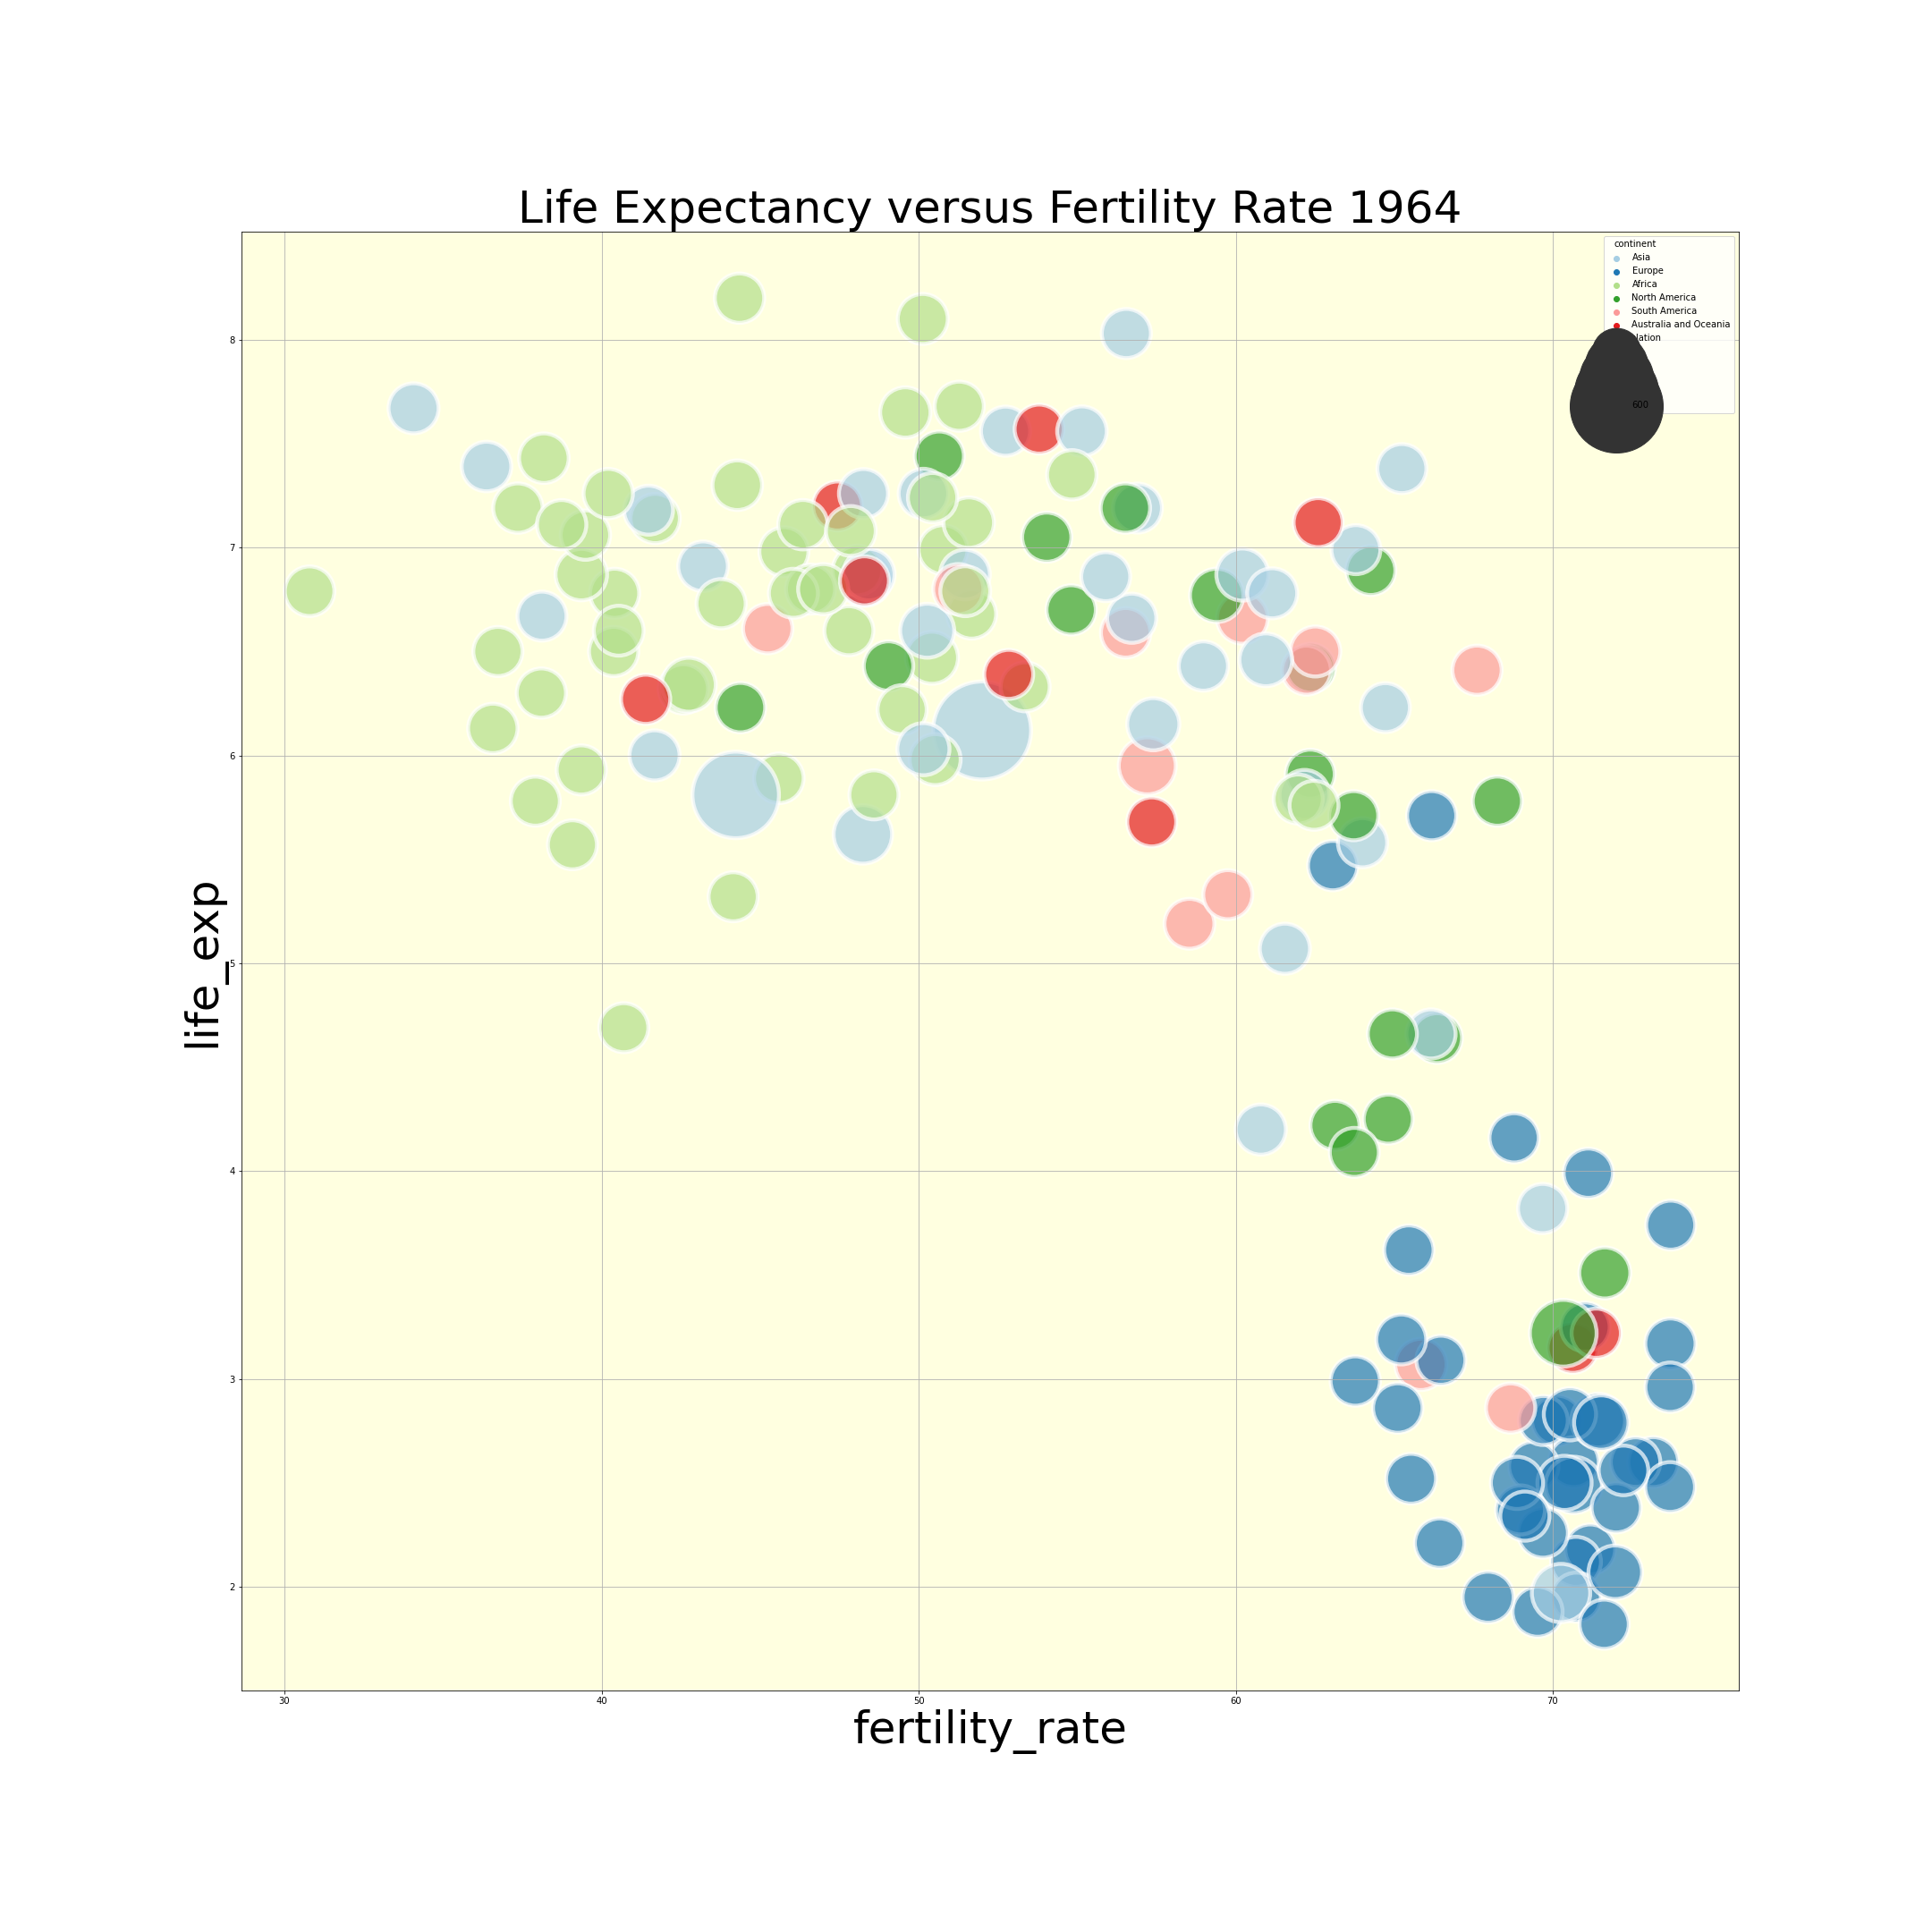 Life Expectancy versus Fertility Rate 1964
continent
Asia
Europe
Africa
North America
South America
Australia and Oceania
lation
600
8
7
6
5
4
3
2
life_exp
30 40 50 60 70
fertility_rate